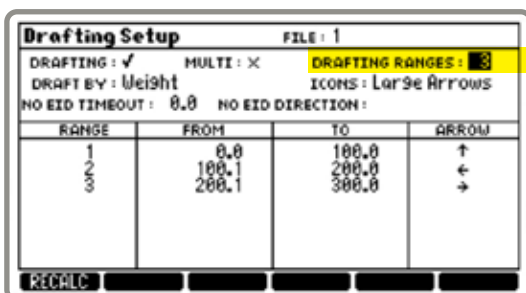 Drafting Setup FILE: 1
DRAFTING: ✓ MULTI: × DRAFTING RANGES: 3
DRAFT BY: Weight ICONS: Large Arrows
NO EID TIMEOUT: 0.0 NO EID DIRECTION:
RANGE FROM TO ARROW
1 0.0 100.0 ↑
2 100.1 200.0 ←
3 200.1 300.0 →
RECALC